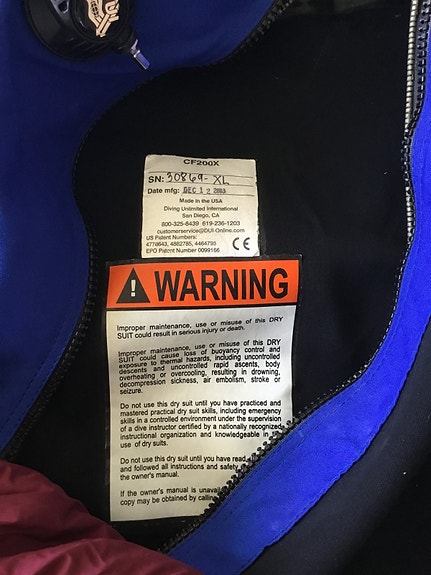 CF200X
SN: 30869-XL
Date mfg: DEC 12 2003
Made in the USA
Diving Unlimited International
San Diego, CA
800-325-8439 619-236-1203
customerservice@DUI-Online.com
US Patent Numbers:
4778643, 4882785, 4464795
EPO Patent Number 0099166
CE
WARNING
Improper maintenance, use or misuse of this DRY
SUIT could result in serious injury or death.
Improper maintenance, use or misuse of this DRY
SUIT could cause loss of buoyancy control and
exposure to thermal hazards, including uncontrolled
descents and uncontrolled rapid ascents, body
overheating or overcooling, resulting in drowning,
decompression sickness, air embolism, stroke or
seizure.
Do not use this dry suit until you have practiced and
mastered practical dry suit skills, including emergency
skills in a controlled environment under the supervision
of a dive instructor certified by a nationally recognized
instructional organization and knowledgeable in
use of dry suits.
Do not use this dry suit until you have read
and followed all instructions and safety
the owner's manual.
If the owner's manual is
copy may be obtained by calling